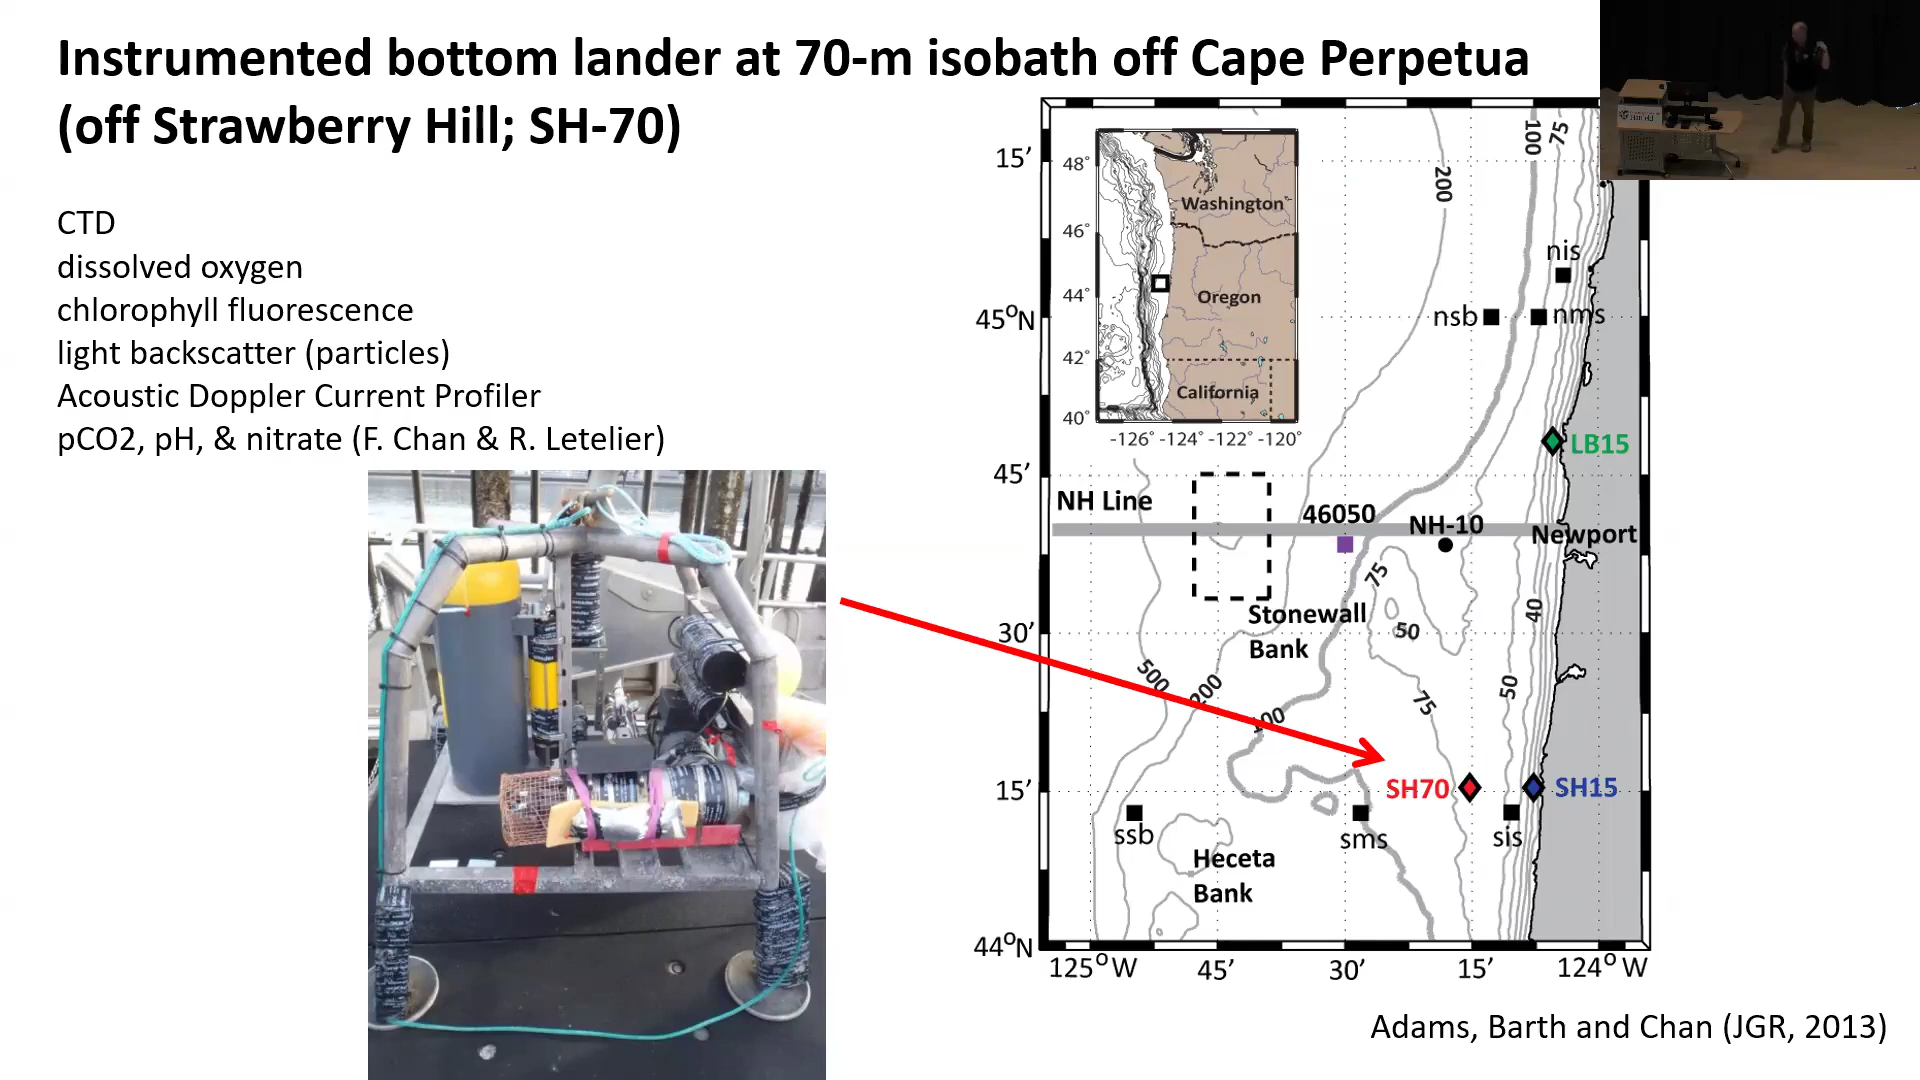 Instrumented bottom lander at 70-m isobath off Cape Perpetua
(off Strawberry Hill; SH-70)
CTD
dissolved oxygen
chlorophyll fluorescence
light backscatter (particles)
Acoustic Doppler Current Profiler
pCO2, pH, & nitrate (F. Chan & R. Letelier)
100
75
15’
200
48°
Washington
46°
44°
Oregon
42°
California
40°
-126° -124° -122° -120°
nis
45°N
nsb
nms
LB15
45’
NH Line
46050
NH-10
Newport
75
Stonewall
Bank
50
40
30’
500
200
100
75
50
15’
SH70
SH15
ssb
sms
sis
Heceta
Bank
44°N
125°W
45’
30’
15’
124°W
Adams, Barth and Chan (JGR, 2013)